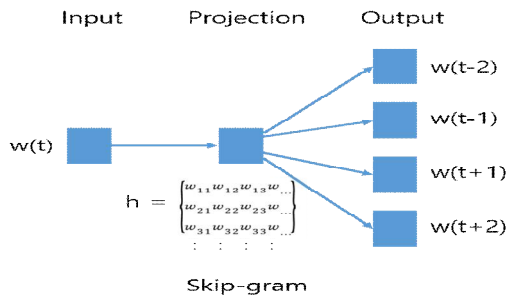 Input Projection Output
w(t-2)
w(t-1)
w(t)
w(t+1)
w(t+2)
h = { w₁₁ w₁₂ w₁₃ w... }
{ w₂₁ w₂₂ w₂₃ w... }
{ w₃₁ w₃₂ w₃₃ w... }
⋮ ⋮ ⋮ ⋮
Skip-gram